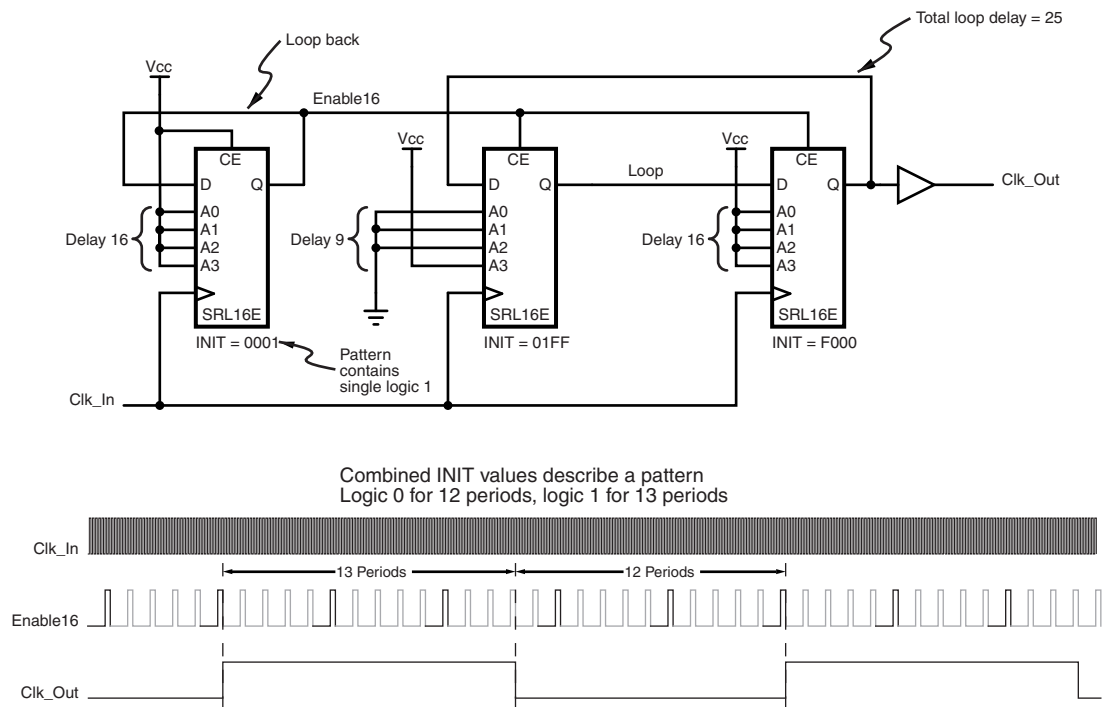 Total loop delay = 25
Loop back
Vcc
Enable16
Vcc
Vcc
CE
CE
CE
D
Q
D
Q
Loop
D
Q
Clk_Out
A0
A1
A2
A3
Delay 16
A0
A1
A2
A3
Delay 9
A0
A1
A2
A3
Delay 16
SRL16E
SRL16E
SRL16E
INIT = 0001
INIT = 01FF
INIT = F000
Pattern
contains
single logic 1
Clk_In
Combined INIT values describe a pattern
Logic 0 for 12 periods, logic 1 for 13 periods
Clk_In
13 Periods
12 Periods
Enable16
Clk_Out